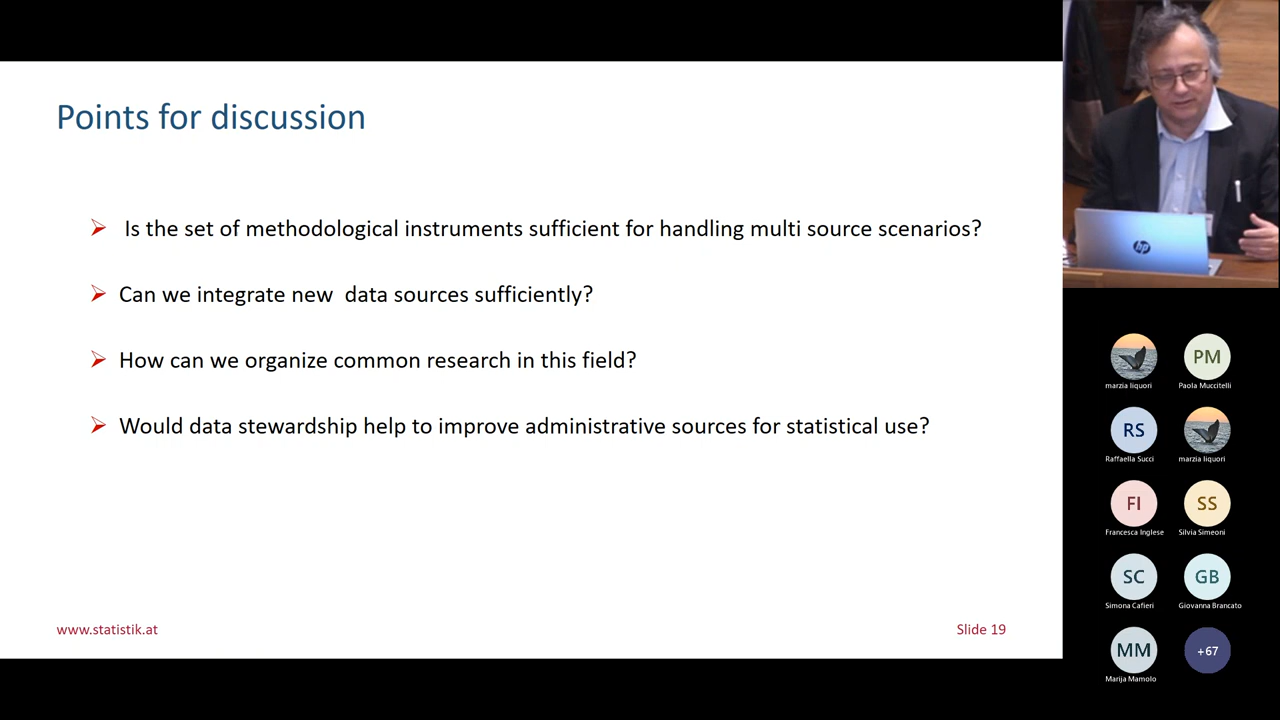 Points for discussion
Is the set of methodological instruments sufficient for handling multi source scenarios?
Can we integrate new data sources sufficiently?
How can we organize common research in this field?
Would data stewardship help to improve administrative sources for statistical use?
www.statistik.at
Slide 19
hp
marzia liquori
PM
Paola Muccitelli
RS
Raffaella Succi
marzia liquori
FI
Francesca Inglese
SS
Silvia Simeoni
SC
Simona Cafieri
GB
Giovanna Brancato
MM
Marija Mamolo
+67